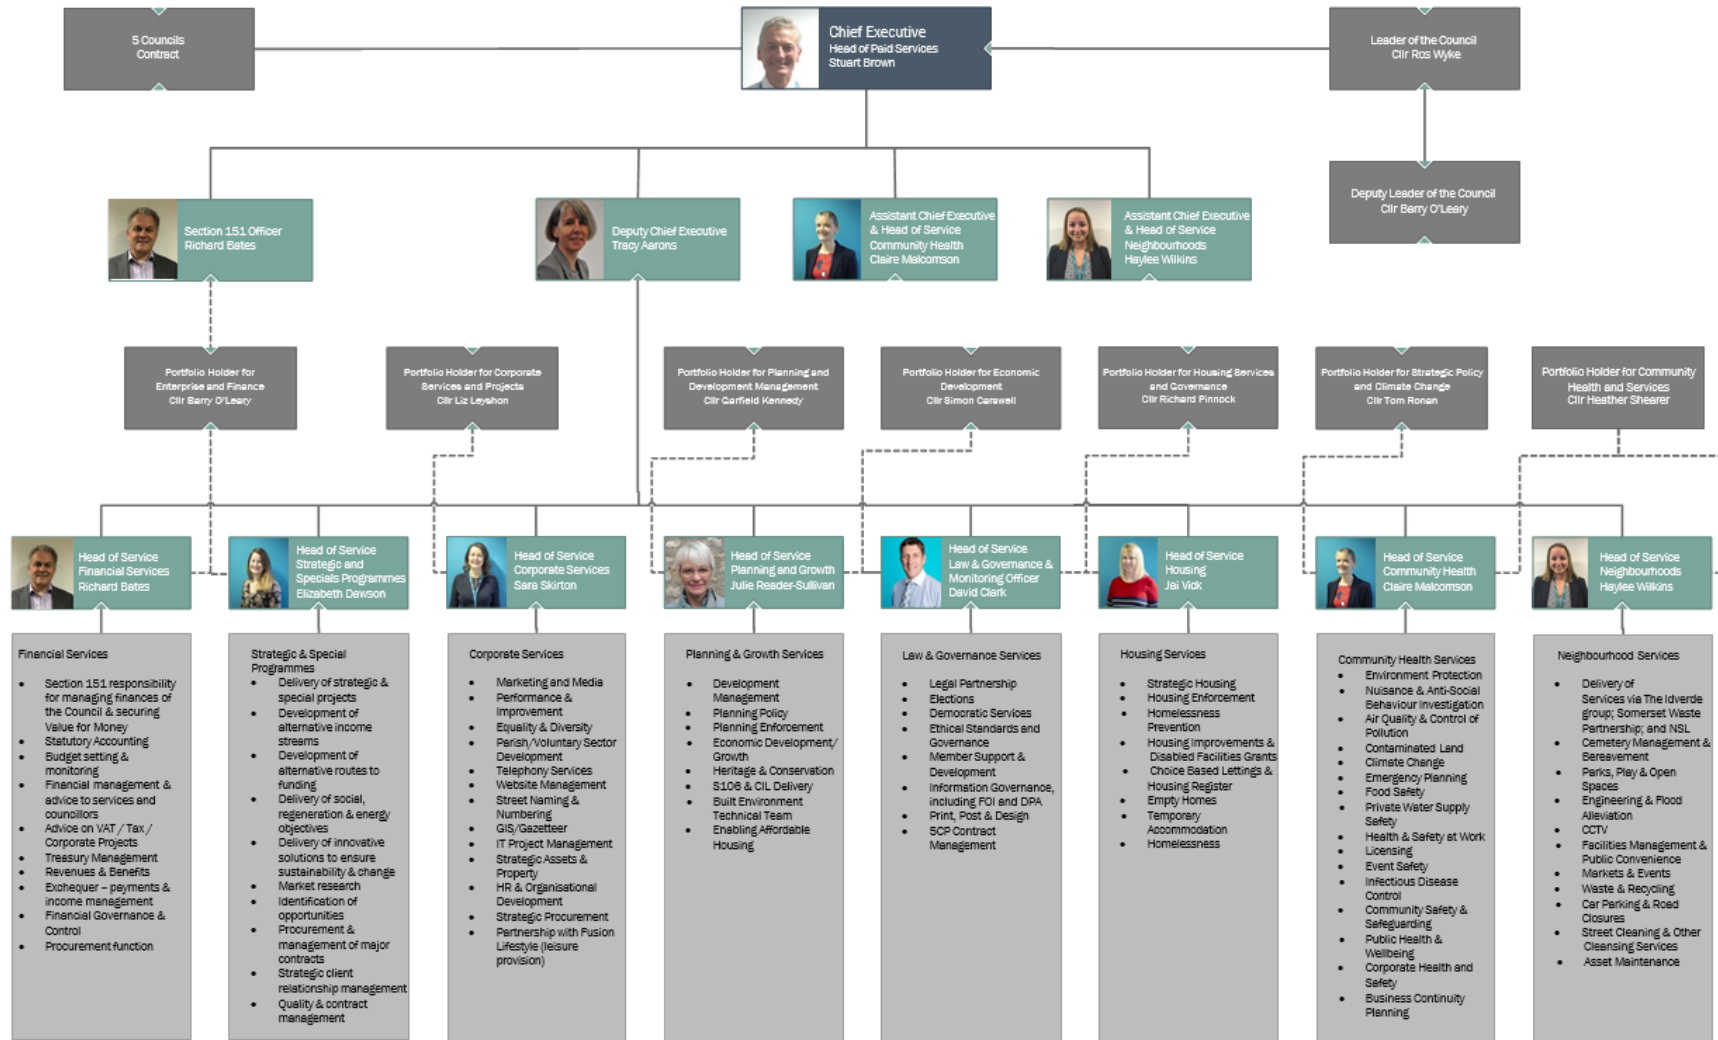 5 Councils
Contract
Chief Executive
Head of Paid Services
Stuart Brown
Leader of the Council
Cllr Ros Wyke
Deputy Leader of the Council
Cllr Barry O'Leary
Section 151 Officer
Richard Bates
Deputy Chief Executive
Tracy Aarons
Assistant Chief Executive
& Head of Service
Community Health
Claire Malcomson
Assistant Chief Executive
& Head of Service
Neighbourhoods
Haylee Wilkins
Portfolio Holder for
Enterprise and Finance
Cllr Barry O'Leary
Portfolio Holder for Corporate
Services and Projects
Cllr Liz Leyshon
Portfolio Holder for Planning and
Development Management
Cllr Garfield Kennedy
Portfolio Holder for Economic
Development
Cllr Simon Carswell
Portfolio Holder for Housing Services
and Governance
Cllr Richard Pinnock
Portfolio Holder for Strategic Policy
and Climate Change
Cllr Tom Ronan
Portfolio Holder for Community
Health and Services
Cllr Heather Shearer
Head of Service
Financial Services
Richard Bates
Head of Service
Strategic and
Specials Programmes
Elizabeth Dawson
Head of Service
Corporate Services
Sara Skirton
Head of Service
Planning and Growth
Julie Reader-Sullivan
Head of Service
Law & Governance &
Monitoring Officer
David Clark
Head of Service
Housing
Jai Vick
Head of Service
Community Health
Claire Malcomson
Head of Service
Neighbourhoods
Haylee Wilkins
Financial Services
• Section 151 responsibility
for managing finances of
the Council & securing
Value for Money
• Statutory Accounting
• Budget setting &
monitoring
• Financial management &
advice to services and
councillors
• Advice on VAT / Tax /
Corporate Projects
• Treasury Management
• Revenues & Benefits
• Exchequer – payments &
income management
• Financial Governance &
Control
• Procurement function
Strategic & Special
Programmes
• Delivery of strategic &
special projects
• Development of
alternative income
streams
• Development of
alternative routes to
funding
• Delivery of social,
regeneration & energy
objectives
• Delivery of innovative
solutions to ensure
sustainability & change
• Market research
• Identification of
opportunities
• Procurement &
management of major
contracts
• Strategic client
relationship management
• Quality & contract
management
Corporate Services
• Marketing and Media
• Performance &
Improvement
• Equality & Diversity
• Parish/Voluntary Sector
Development
• Telephony Services
• Website Management
• Street Naming &
Numbering
• GIS/Gazetteer
• IT Project Management
• Strategic Assets &
Property
• HR & Organisational
Development
• Strategic Procurement
• Partnership with Fusion
Lifestyle (leisure
provision)
Planning & Growth Services
• Development
Management
• Planning Policy
• Planning Enforcement
• Economic Development/
Growth
• Heritage & Conservation
• S106 & CIL Delivery
• Built Environment
Technical Team
• Enabling Affordable
Housing
Law & Governance Services
• Legal Partnership
• Elections
• Democratic Services
• Ethical Standards and
Governance
• Member Support &
Development
• Information Governance,
including FOI and DPA
• Print, Post & Design
• 5CP Contract
Management
Housing Services
• Strategic Housing
• Housing Enforcement
• Homelessness
Prevention
• Housing Improvements &
Disabled Facilities Grants
• Choice Based Lettings &
Housing Register
• Empty Homes
• Temporary
Accommodation
• Homelessness
Community Health Services
• Environment Protection
• Nuisance & Anti-Social
Behaviour Investigation
• Air Quality & Control of
Pollution
• Contaminated Land
• Climate Change
• Emergency Planning
• Food Safety
• Private Water Supply
Safety
• Health & Safety at Work
• Licensing
• Event Safety
• Infectious Disease
Control
• Community Safety &
Safeguarding
• Public Health &
Wellbeing
• Corporate Health and
Safety
• Business Continuity
Planning
Neighbourhood Services
• Delivery of
Services via The Idverde
group; Somerset Waste
Partnership; and NSL
• Cemetery Management &
Bereavement
• Parks, Play & Open
Spaces
• Engineering & Flood
Alleviation
• CCTV
• Facilities Management &
Public Convenience
• Markets & Events
• Waste & Recycling
• Car Parking & Road
Closures
• Street Cleaning & Other
Cleansing Services
• Asset Maintenance